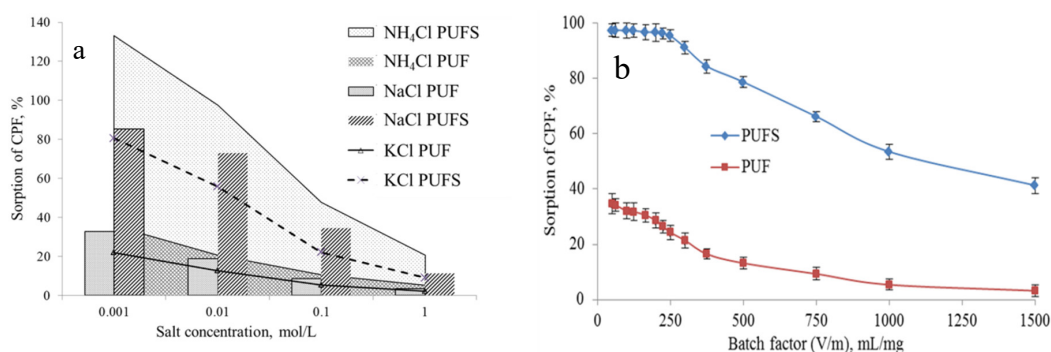 a
Sorption of CPF, %
140
120
100
80
60
40
20
0
0.001 0.01 0.1 1
Salt concentration, mol/L
NH₄Cl PUFS
NH₄Cl PUF
NaCl PUF
NaCl PUFS
KCl PUF
KCl PUFS
b
Sorption of CPF, %
100
80
60
40
20
0
0 250 500 750 1000 1250 1500
Batch factor (V/m), mL/mg
PUFS
PUF